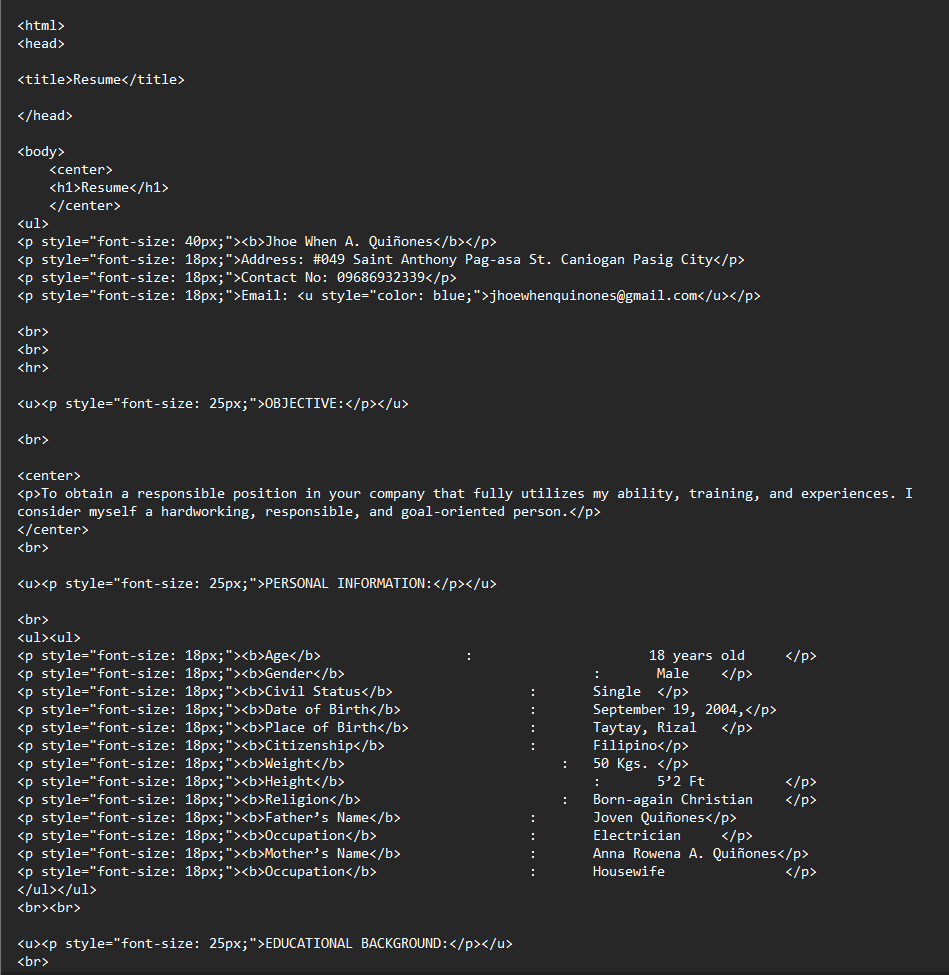 <html>
<head>
<title>Resume</title>
</head>
<body>
<center>
<h1>Resume</h1>
</center>
<ul>
<p style="font-size: 40px;"><b>Jhoe When A. Quiñones</b></p>
<p style="font-size: 18px;">Address: #049 Saint Anthony Pag-asa St. Caniogan Pasig City</p>
<p style="font-size: 18px;">Contact No: 09686932339</p>
<p style="font-size: 18px;">Email: <u style="color: blue;">jhoewhenquinones@gmail.com</u></p>
<br>
<br>
<hr>
<u><p style="font-size: 25px;">OBJECTIVE:</p></u>
<br>
<center>
<p>To obtain a responsible position in your company that fully utilizes my ability, training, and experiences. I
consider myself a hardworking, responsible, and goal-oriented person.</p>
</center>
<br>
<u><p style="font-size: 25px;">PERSONAL INFORMATION:</p></u>
<br>
<ul><ul>
<p style="font-size: 18px;"><b>Age</b> : 18 years old </p>
<p style="font-size: 18px;"><b>Gender</b> : Male </p>
<p style="font-size: 18px;"><b>Civil Status</b> : Single </p>
<p style="font-size: 18px;"><b>Date of Birth</b> : September 19, 2004,</p>
<p style="font-size: 18px;"><b>Place of Birth</b> : Taytay, Rizal </p>
<p style="font-size: 18px;"><b>Citizenship</b> : Filipino</p>
<p style="font-size: 18px;"><b>Weight</b> : 50 Kgs. </p>
<p style="font-size: 18px;"><b>Height</b> : 5’2 Ft </p>
<p style="font-size: 18px;"><b>Religion</b> : Born-again Christian </p>
<p style="font-size: 18px;"><b>Father’s Name</b> : Joven Quiñones</p>
<p style="font-size: 18px;"><b>Occupation</b> : Electrician </p>
<p style="font-size: 18px;"><b>Mother’s Name</b> : Anna Rowena A. Quiñones</p>
<p style="font-size: 18px;"><b>Occupation</b> : Housewife </p>
</ul></ul>
<br><br>
<u><p style="font-size: 25px;">EDUCATIONAL BACKGROUND:</p></u>
<br>